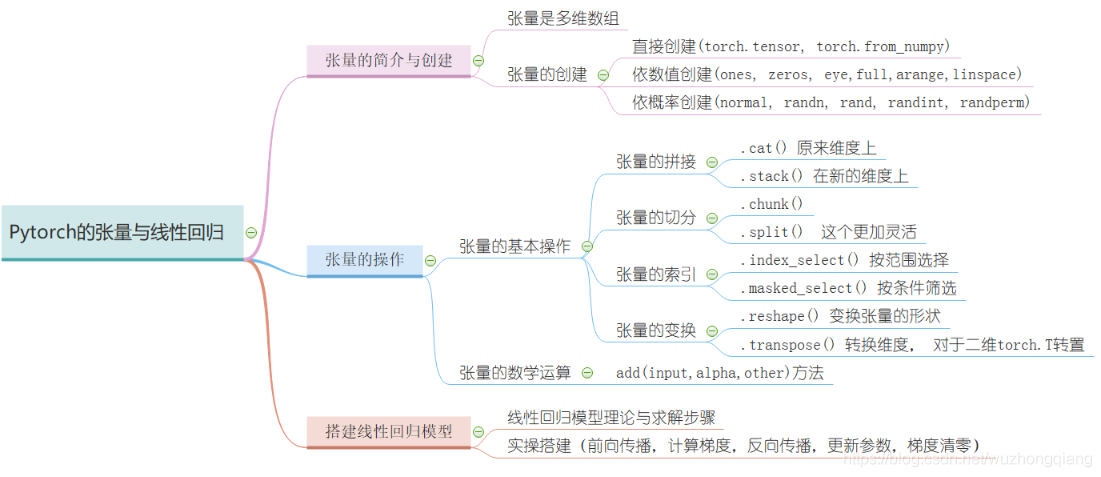 Pytorch的张量与线性回归
张量的简介与创建
张量是多维数组
张量的创建
直接创建(torch.tensor, torch.from_numpy)
依数值创建(ones, zeros, eye,full,arange,linspace)
依概率创建(normal, randn, rand, randint, randperm)
张量的操作
张量的基本操作
张量的拼接
.cat() 原来维度上
.stack() 在新的维度上
张量的切分
.chunk()
.split() 这个更加灵活
张量的索引
.index_select() 按范围选择
.masked_select() 按条件筛选
张量的变换
.reshape() 变换张量的形状
.transpose() 转换维度， 对于二维torch.T转置
张量的数学运算
add(input,alpha,other)方法
搭建线性回归模型
线性回归模型理论与求解步骤
实操搭建（前向传播，计算梯度，反向传播，更新参数，梯度清零）
https://blog.csdn.net/wuzhongqiang